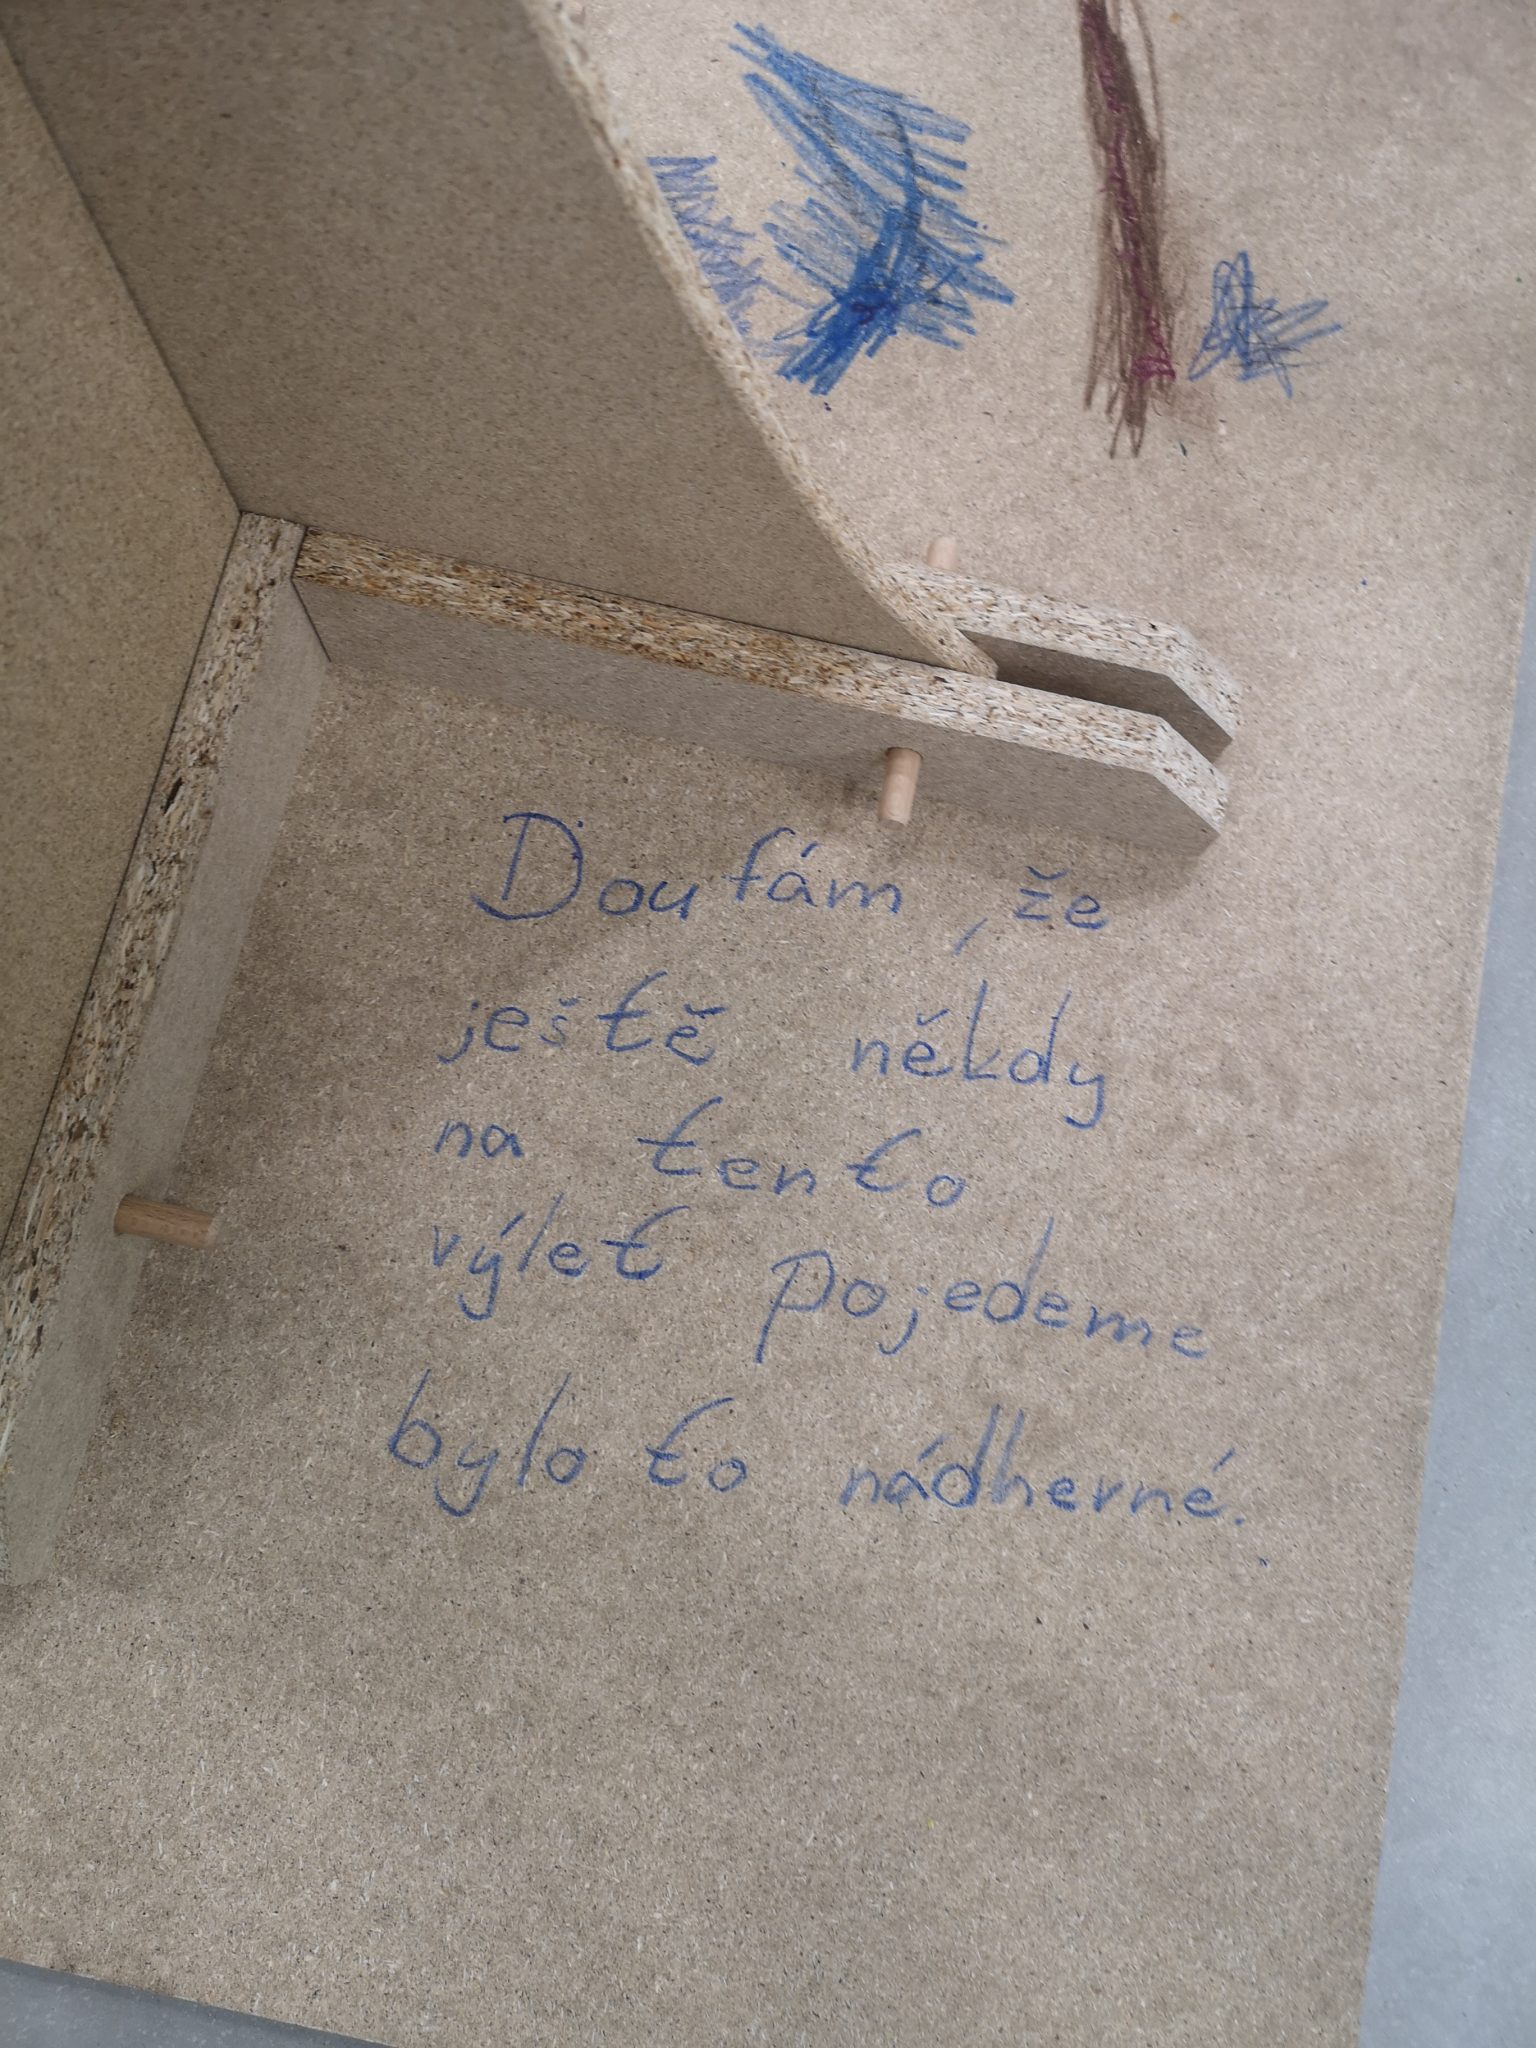 Doufám, že
ještě někdy
na tento
výlet pojedeme
bylo to nádherné.